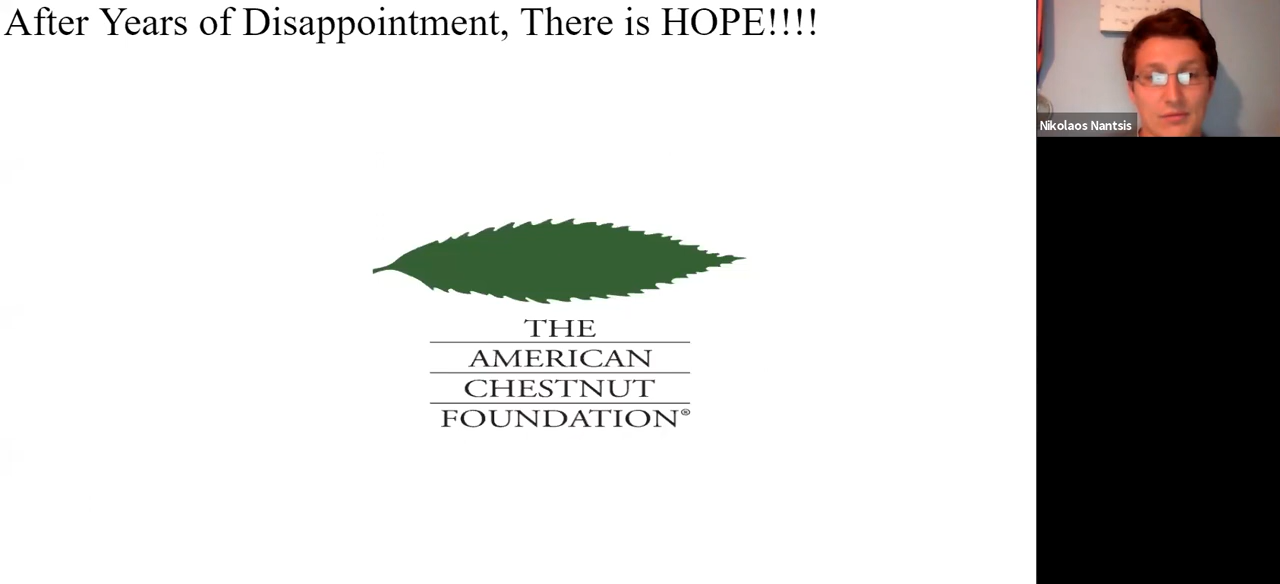 After Years of Disappointment, There is HOPE!!!!
Nikolaos Nantsis
THE
AMERICAN
CHESTNUT
FOUNDATION®